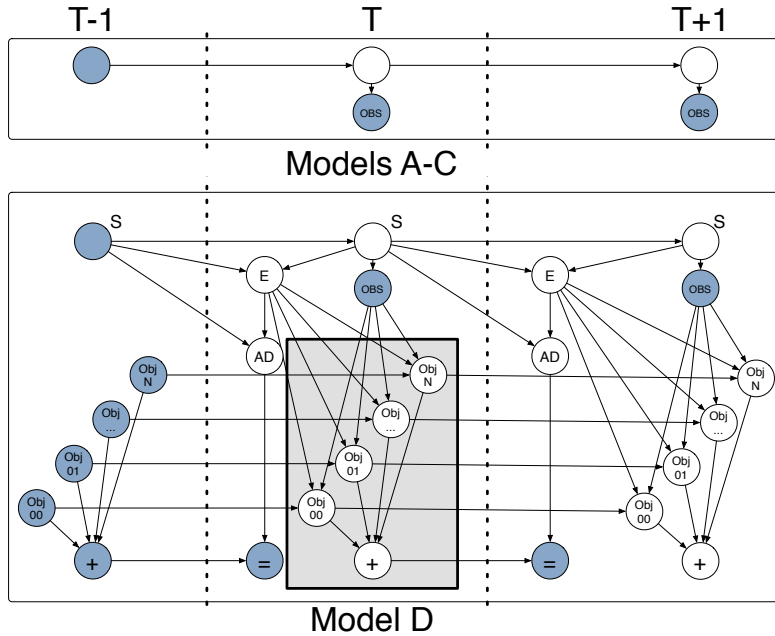 T-1 T T+1
OBS OBS
Models A-C
S S S
E E
OBS OBS
AD AD
Obj N Obj N Obj N
Obj ... Obj ... Obj ...
Obj 01 Obj 01 Obj 01
Obj 00 Obj 00 Obj 00
+ = + = +
Model D